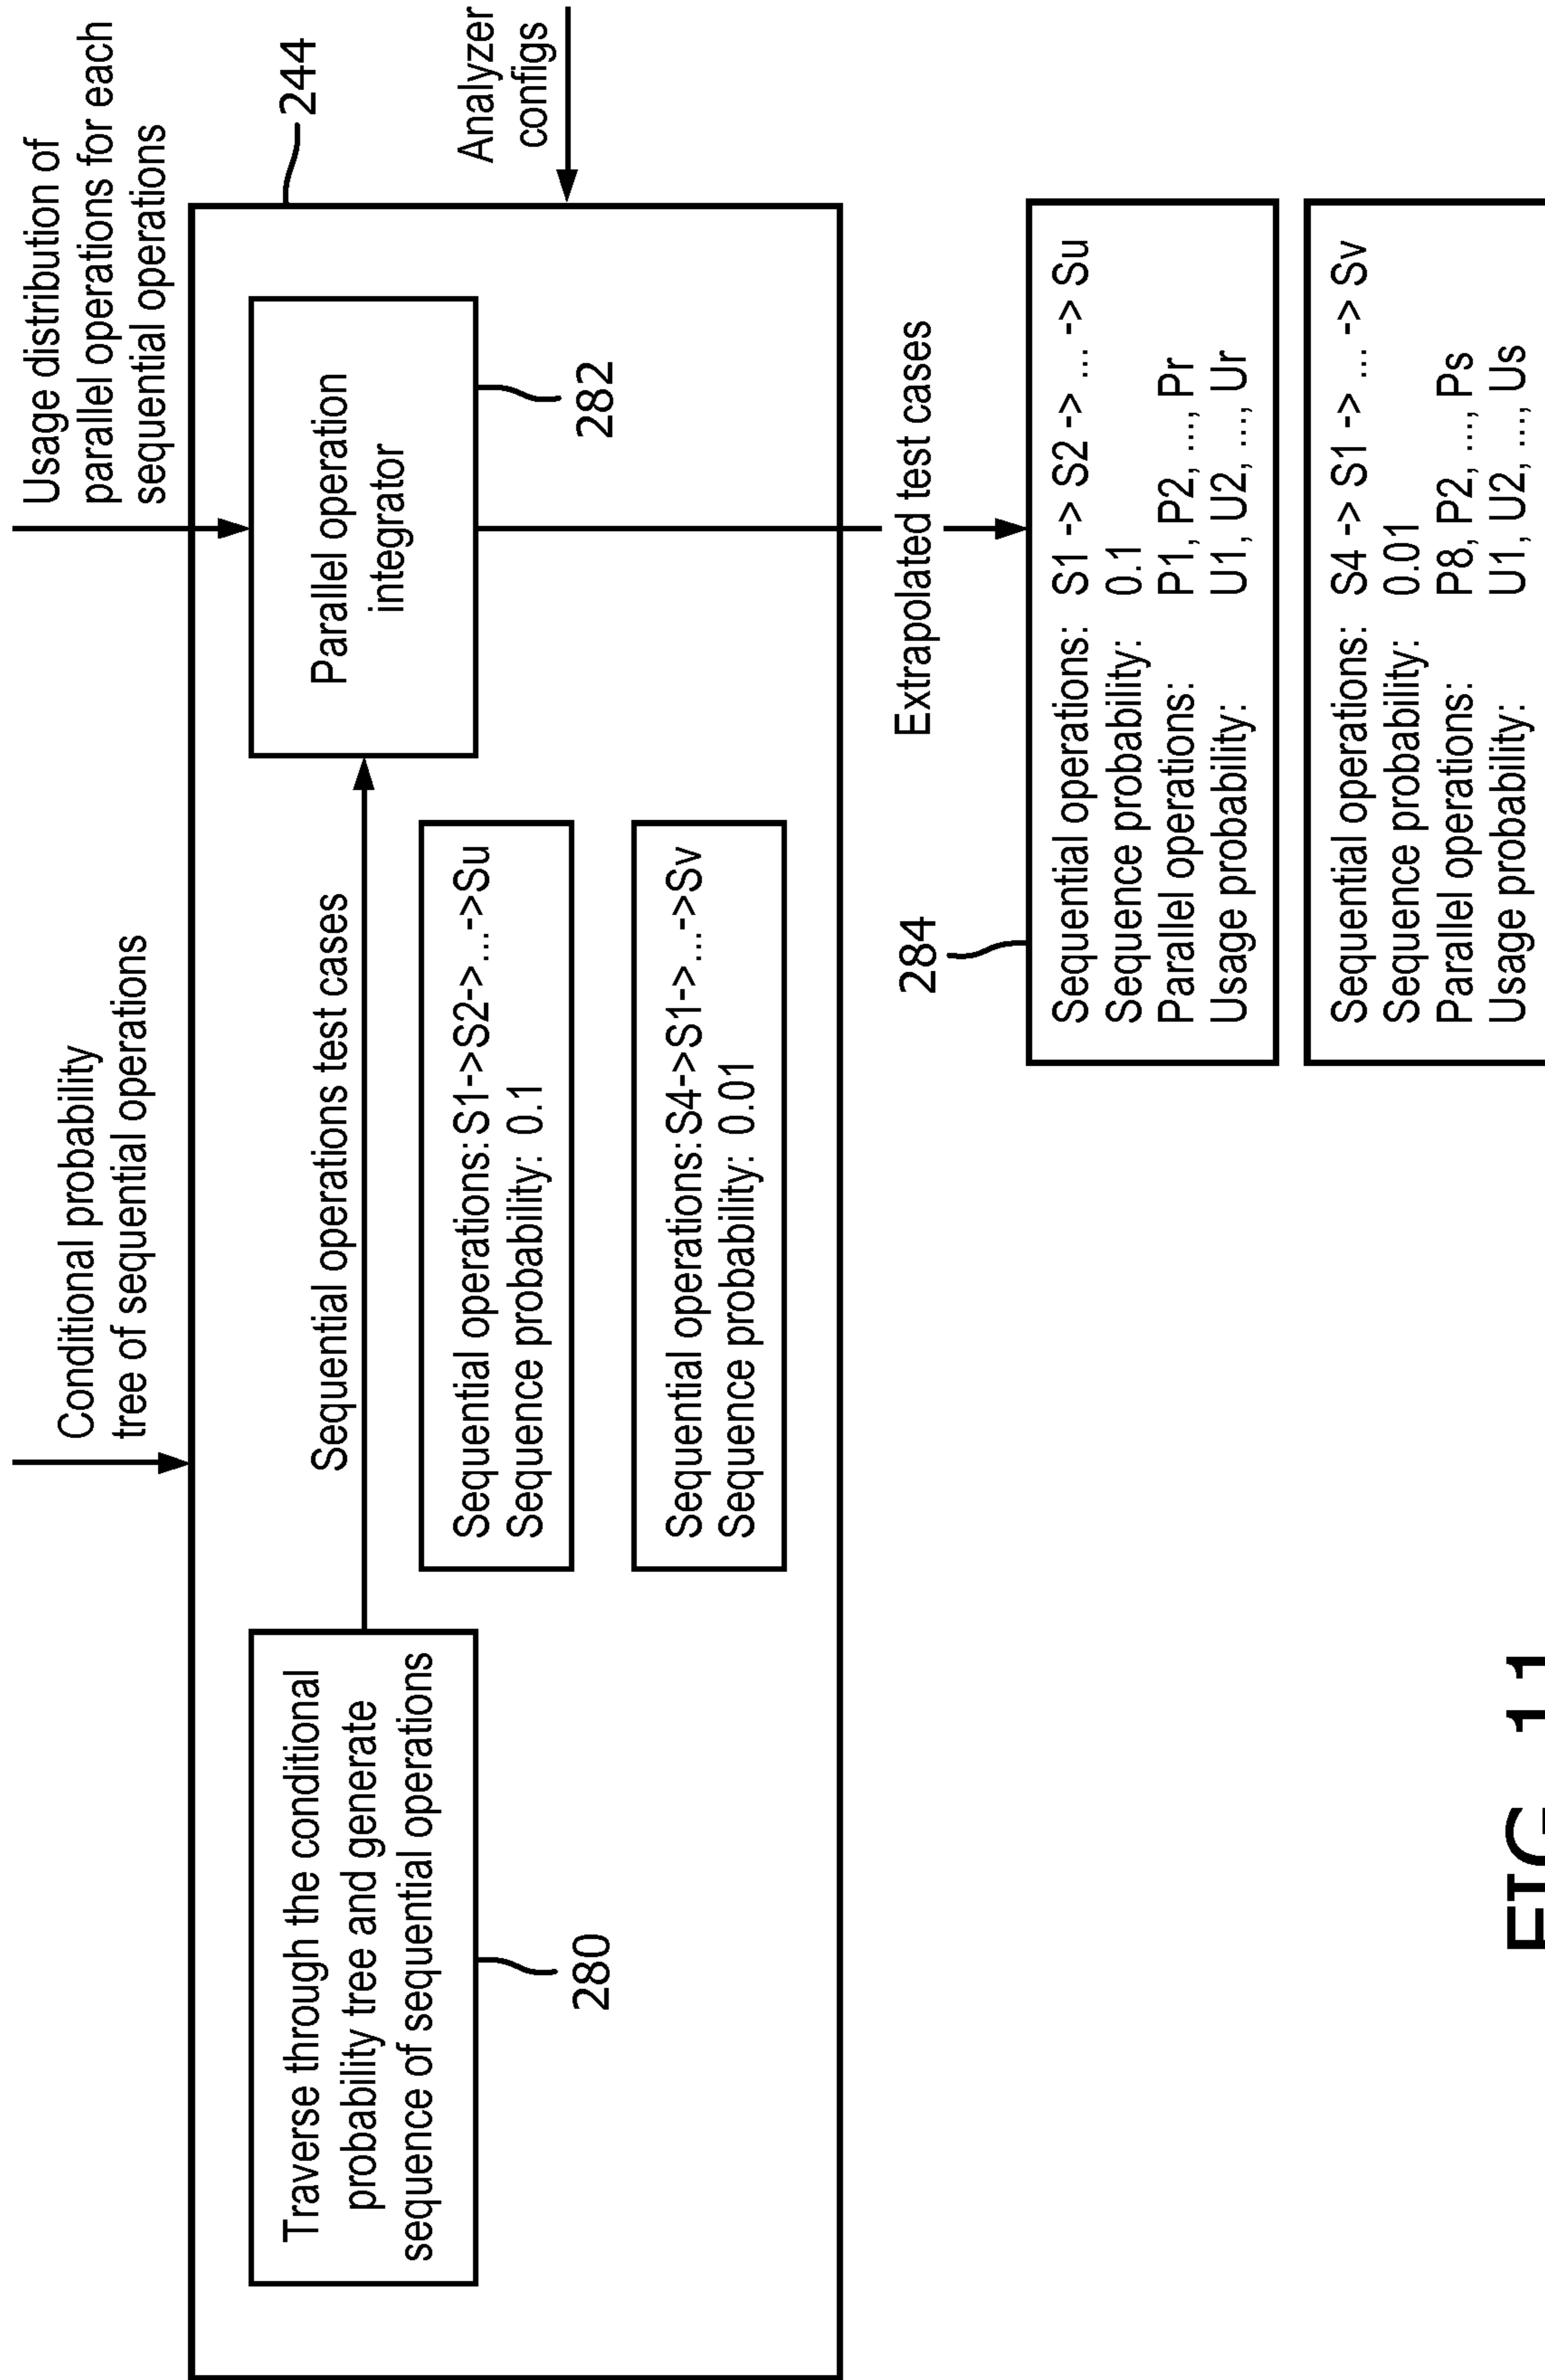 Conditional probability
tree of sequential operations
Usage distribution of
parallel operations for each
sequential operations
244
Traverse through the conditional
probability tree and generate
sequence of sequential operations
280
Sequential operations test cases
Parallel operation
integrator
282
Analyzer
configs
Sequential operations: S1->S2->...->Su
Sequence probability: 0.1
Sequential operations: S4->S1->...->Sv
Sequence probability: 0.01
Extrapolated test cases
284
Sequential operations: S1 -> S2 -> ... -> Su
Sequence probability: 0.1
Parallel operations: P1, P2, ..., Pr
Usage probability: U1, U2, ..., Ur
Sequential operations: S4 -> S1 -> ... -> Sv
Sequence probability: 0.01
Parallel operations: P8, P2, ..., Ps
Usage probability: U1, U2, ..., Us
FIG. 11